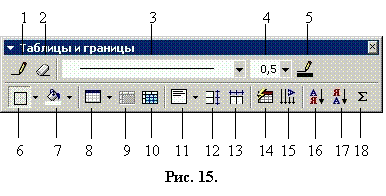 1 2 3 4 5
Таблицы и границы
0,5
А Я Я А Σ
6 7 8 9 10 11 12 13 14 15 16 17 18
Рис. 15.